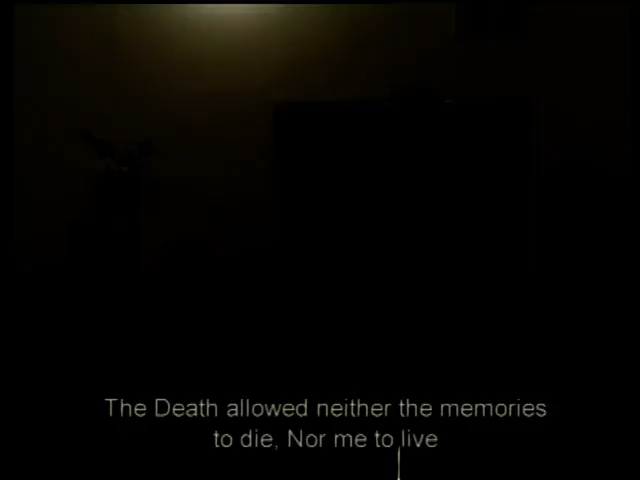 The Death allowed neither the memories
to die, Nor me to live